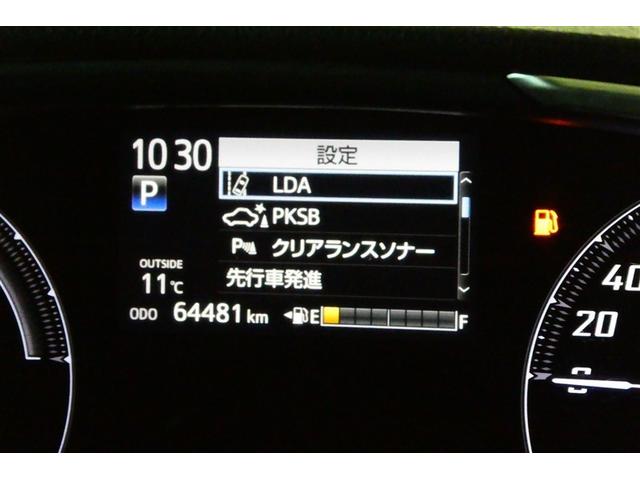 10 30
設定
P
LDA
PKSB
P クリアランスソナー
先行車発進
OUTSIDE
11℃
ODO 64481 km
E F
40
20
0